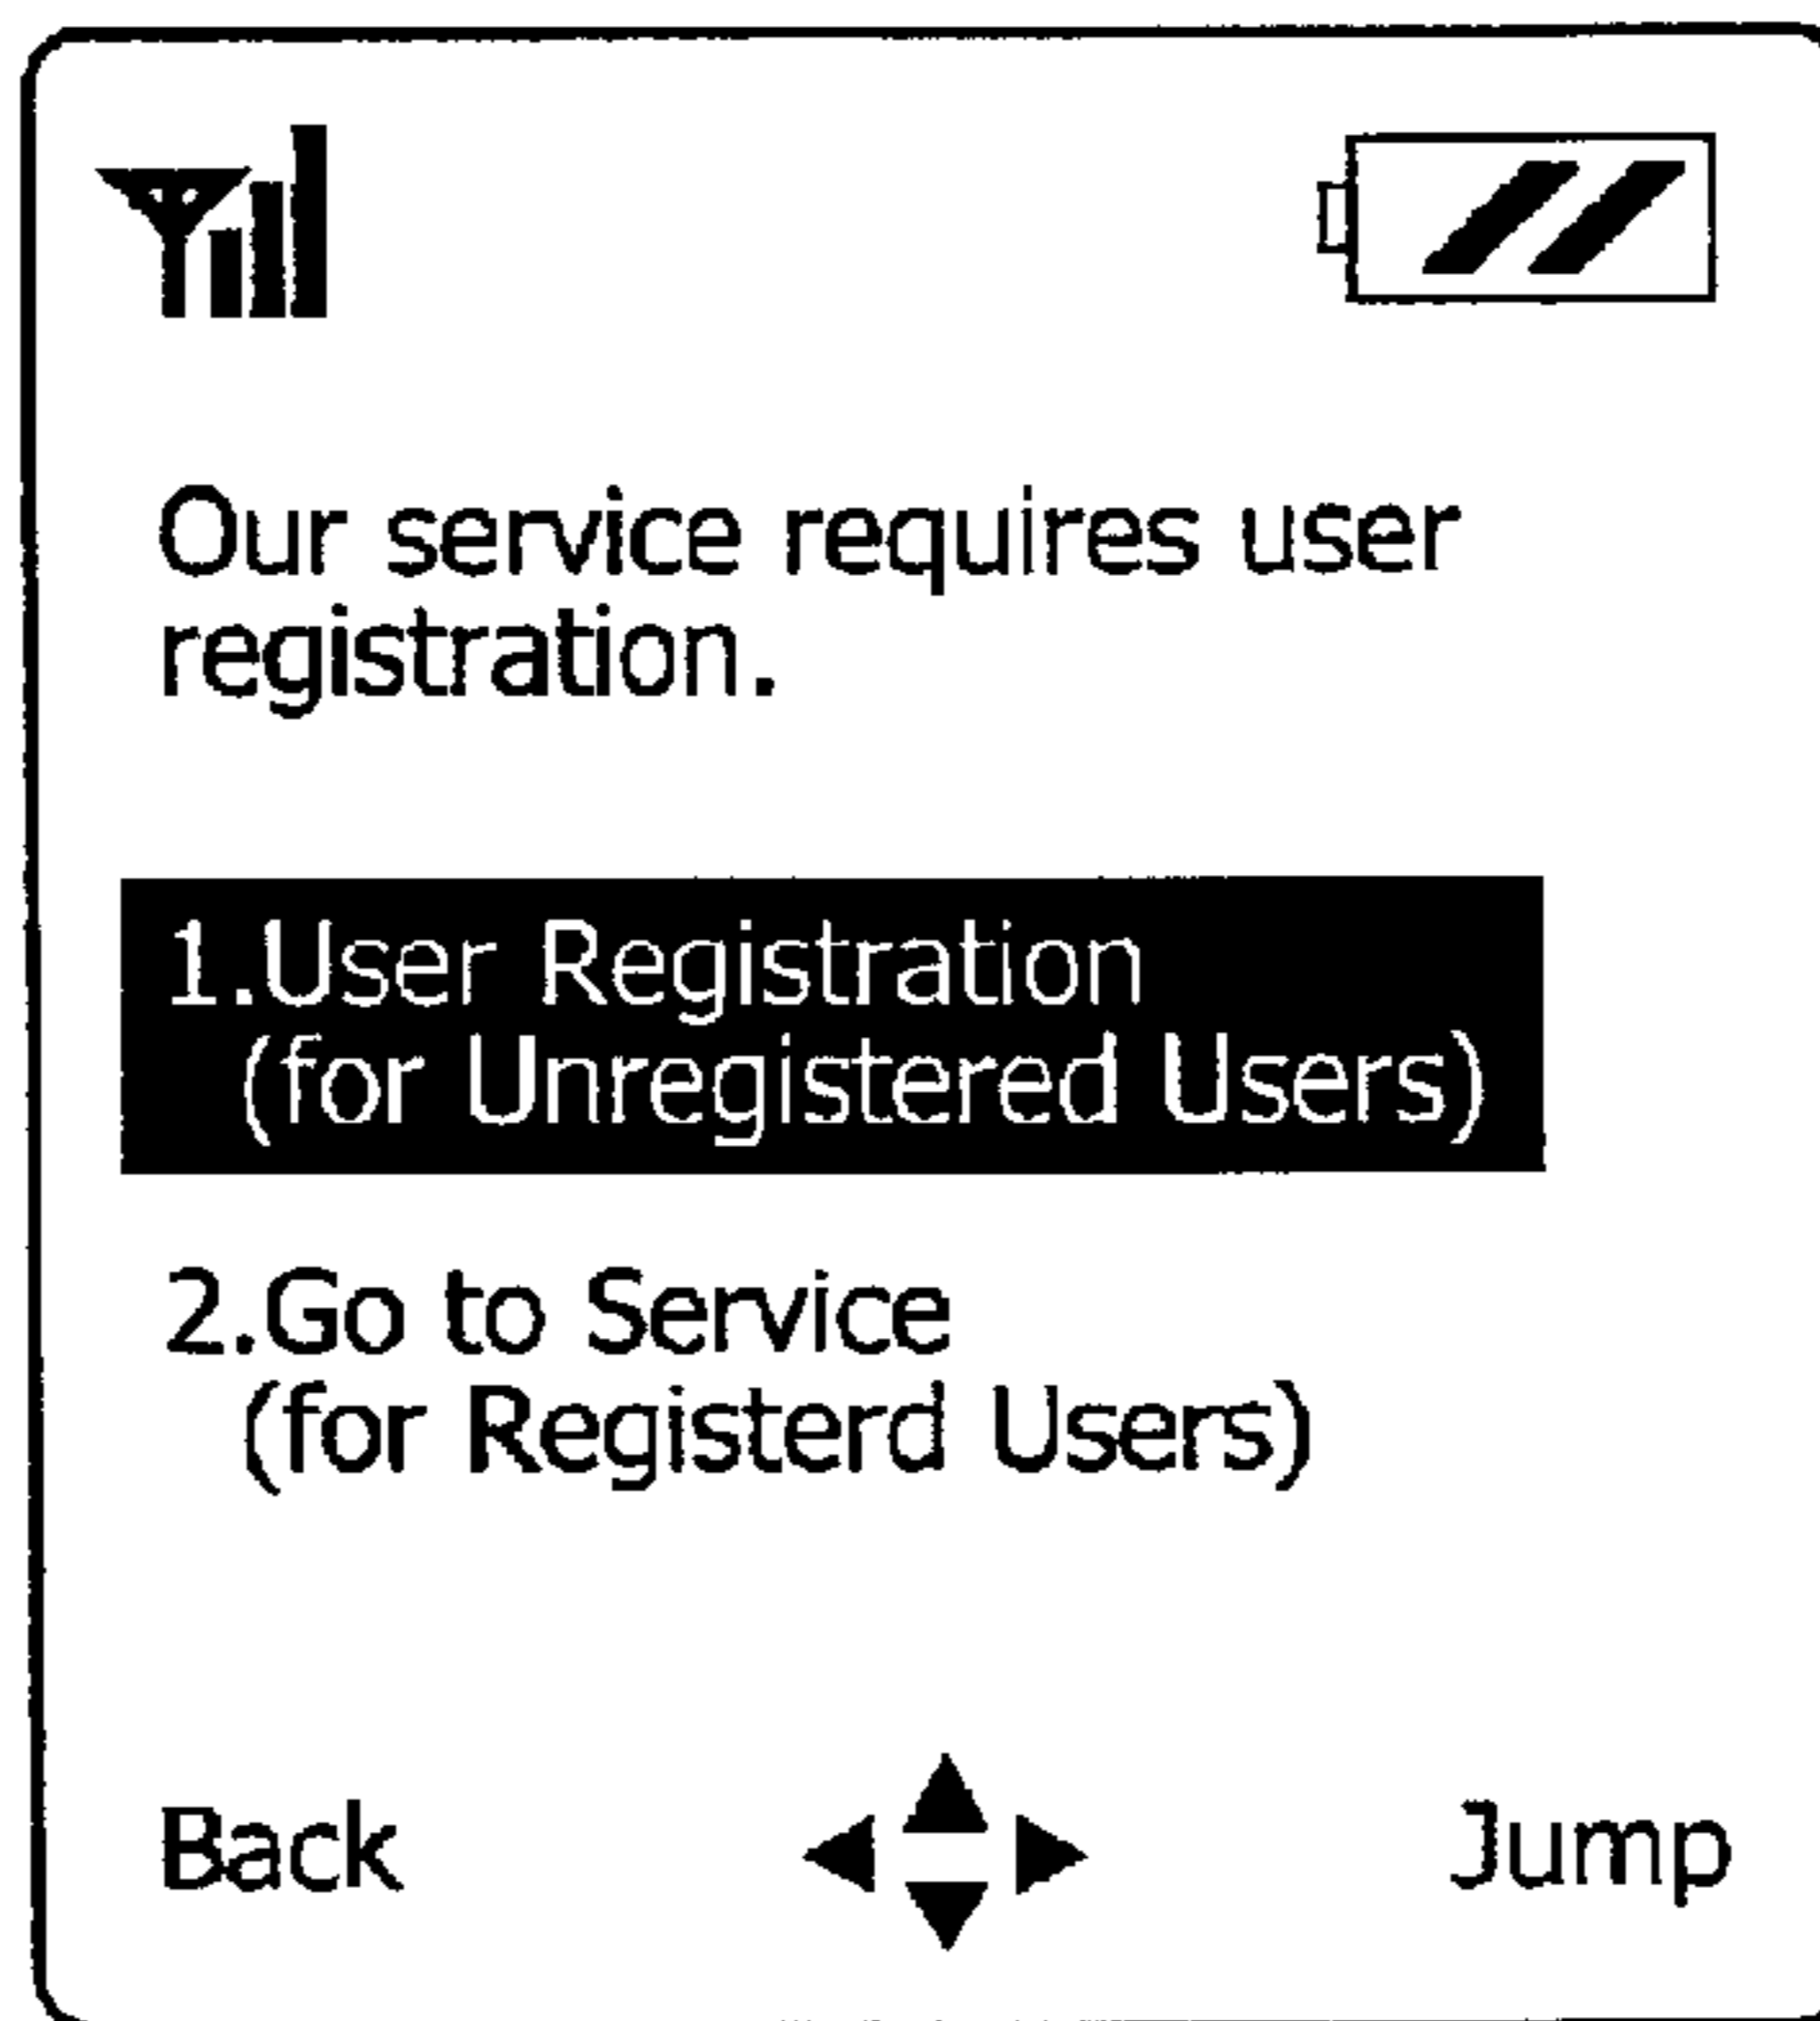 Our service requires user
registration.
1.User Registration
(for Unregistered Users)
2.Go to Service
(for Registerd Users)
Back
Jump